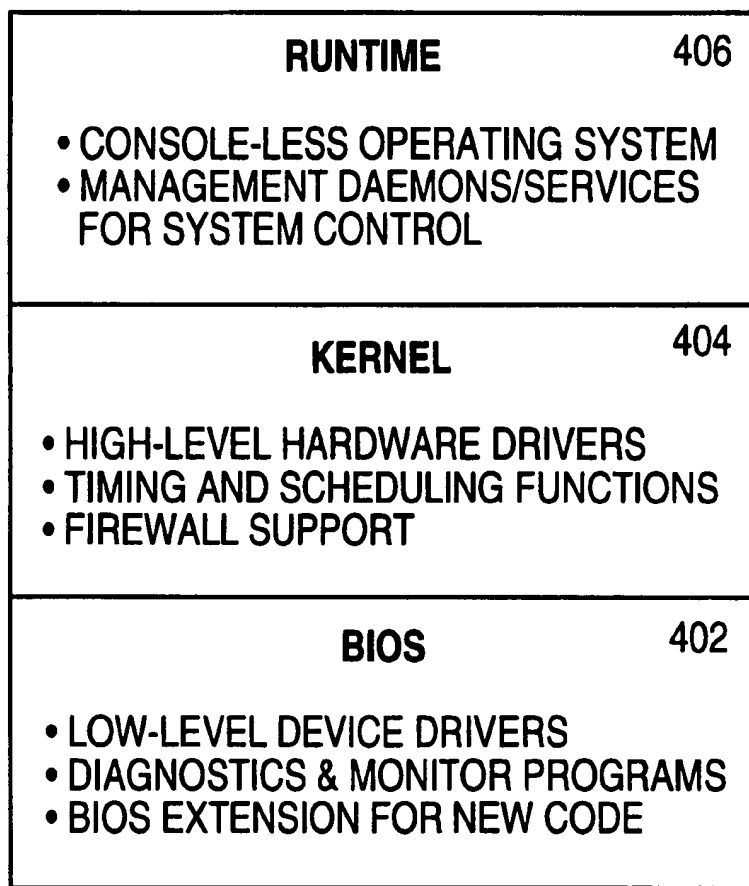 RUNTIME 406
• CONSOLE-LESS OPERATING SYSTEM
• MANAGEMENT DAEMONS/SERVICES
FOR SYSTEM CONTROL
KERNEL 404
• HIGH-LEVEL HARDWARE DRIVERS
• TIMING AND SCHEDULING FUNCTIONS
• FIREWALL SUPPORT
BIOS 402
• LOW-LEVEL DEVICE DRIVERS
• DIAGNOSTICS & MONITOR PROGRAMS
• BIOS EXTENSION FOR NEW CODE